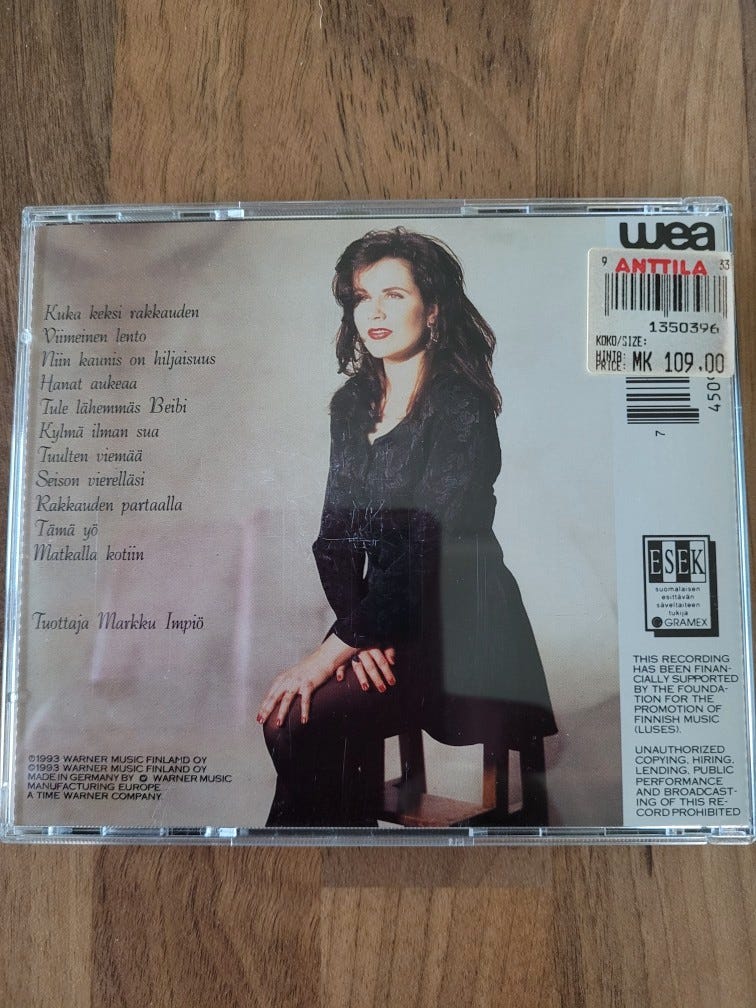 Kuka keksi rakkauden
Viimeinen lento
Niin kaunis on hiljaisuus
Hanat aukeaa
Tule lähemmäs Beibi
Kylmä ilman sua
Tuulten viemää
Seison vierelläsi
Rakkauden partaalla
Tämä yö
Matkalla kotiin
Tuottaja Markku Impiö
℗1993 WARNER MUSIC FINLAND OY
©1993 WARNER MUSIC FINLAND OY
MADE IN GERMANY BY WARNER MUSIC
MANUFACTURING EUROPE
A TIME WARNER COMPANY.
wea
9 ANTTILA 33
1350396
KOKO/SIZE:
HINTA:
PRICE: MK 109.00
7
ESEK
suomalaisen
esittävän
säveltaiteen
tukija
GRAMEX
THIS RECORDING
HAS BEEN FINAN-
CIALLY SUPPORTED
BY THE FOUNDA-
TION FOR THE
PROMOTION OF
FINNISH MUSIC
(LUSES).
UNAUTHORIZED
COPYING, HIRING,
LENDING, PUBLIC
PERFORMANCE
AND BROADCAST-
ING OF THIS RE-
CORD PROHIBITED